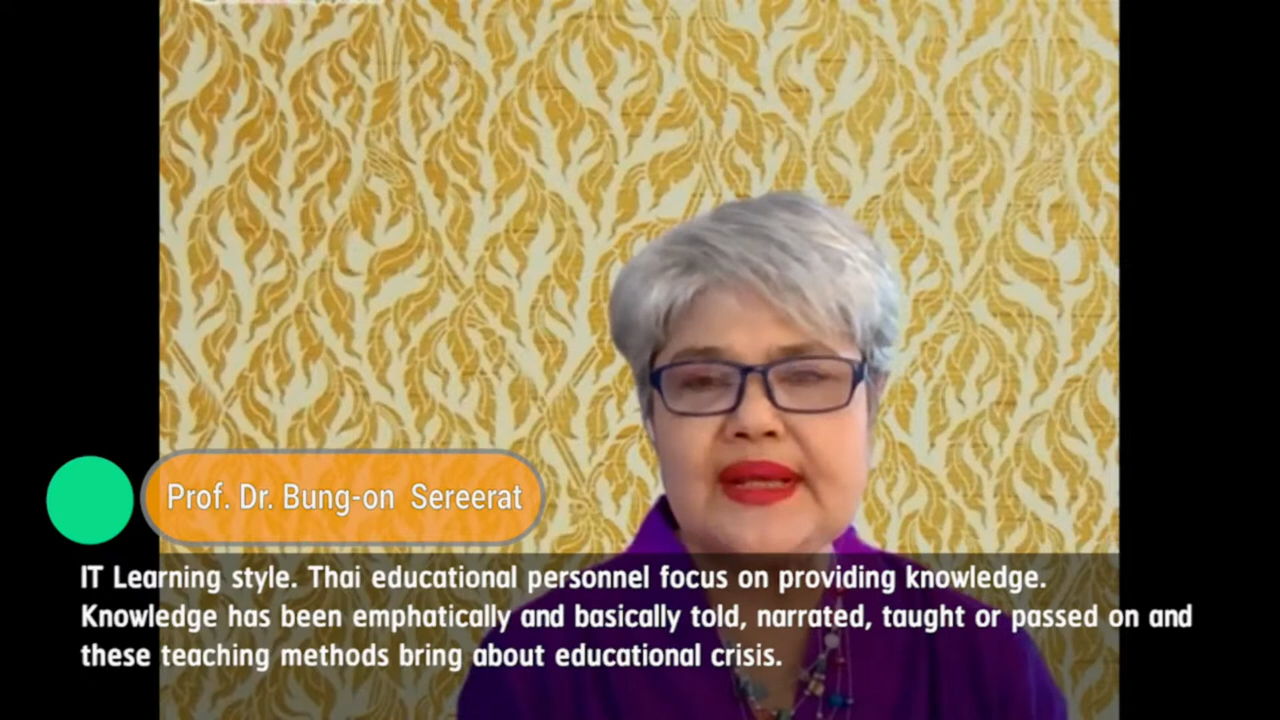 Prof. Dr. Bung-on Sereerat
IT Learning style. Thai educational personnel focus on providing knowledge.
Knowledge has been emphatically and basically told, narrated, taught or passed on and
these teaching methods bring about educational crisis.